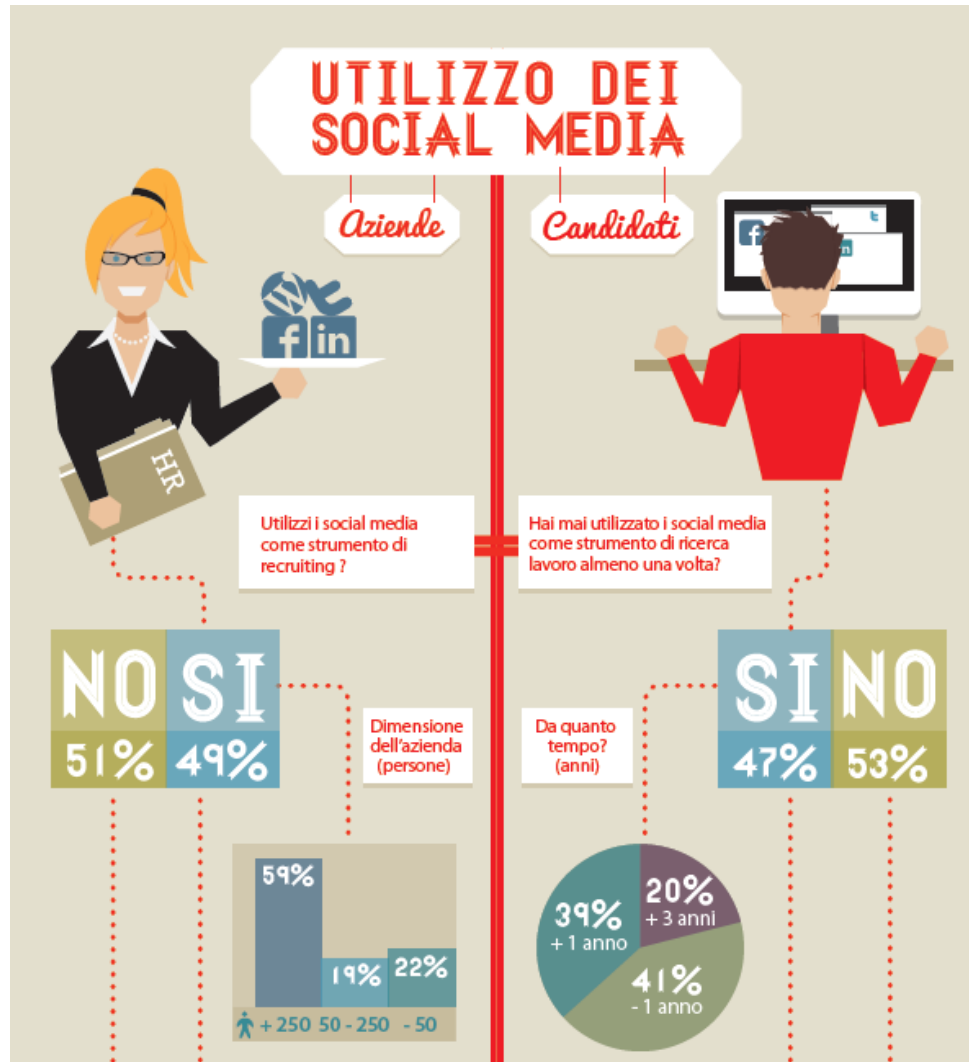 UTILIZZO DEI
SOCIAL MEDIA
Aziende
Candidati
HR
Utilizzi i social media
come strumento di
recruiting ?
Hai mai utilizzato i social media
come strumento di ricerca
lavoro almeno una volta?
NO SI
51% 49%
SI NO
47% 53%
Dimensione
dell'azienda
(persone)
Da quanto
tempo?
(anni)
59%
19%
22%
+ 250 50 - 250 - 50
20%
+ 3 anni
39%
+ 1 anno
41%
- 1 anno